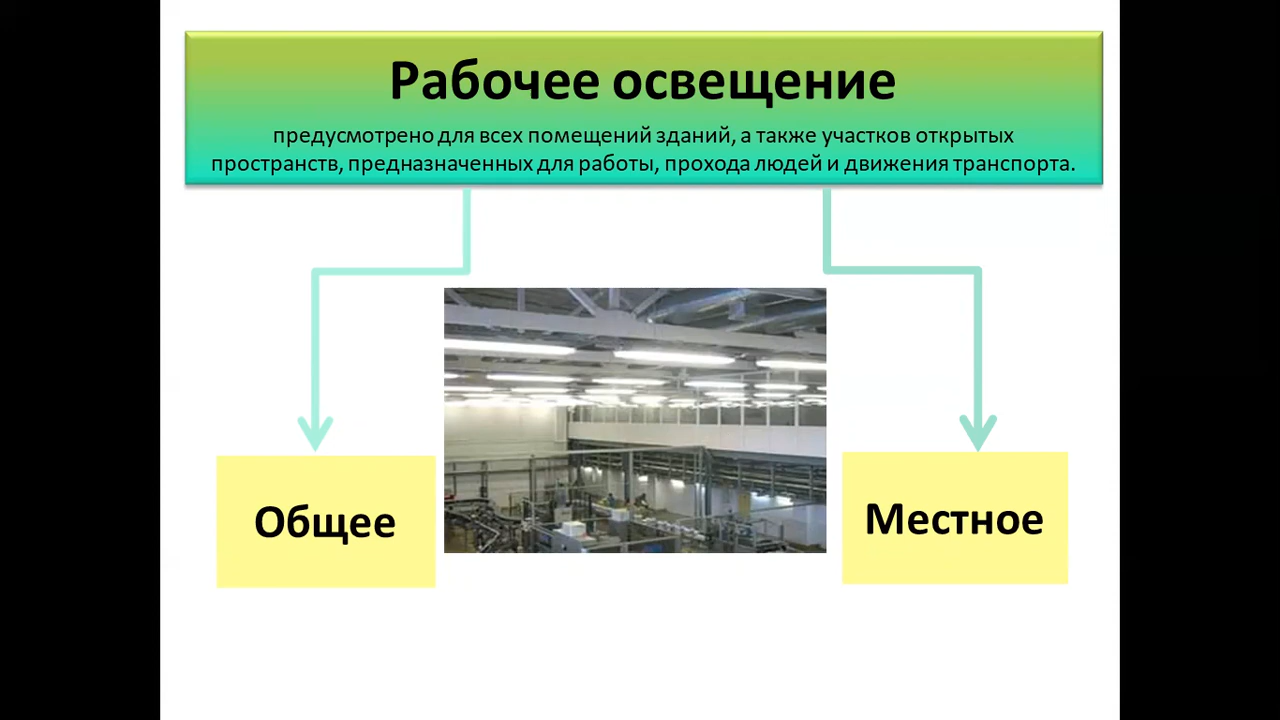 Рабочее освещение
предусмотрено для всех помещений зданий, а также участков открытых
пространств, предназначенных для работы, прохода людей и движения транспорта.
Общее
Местное